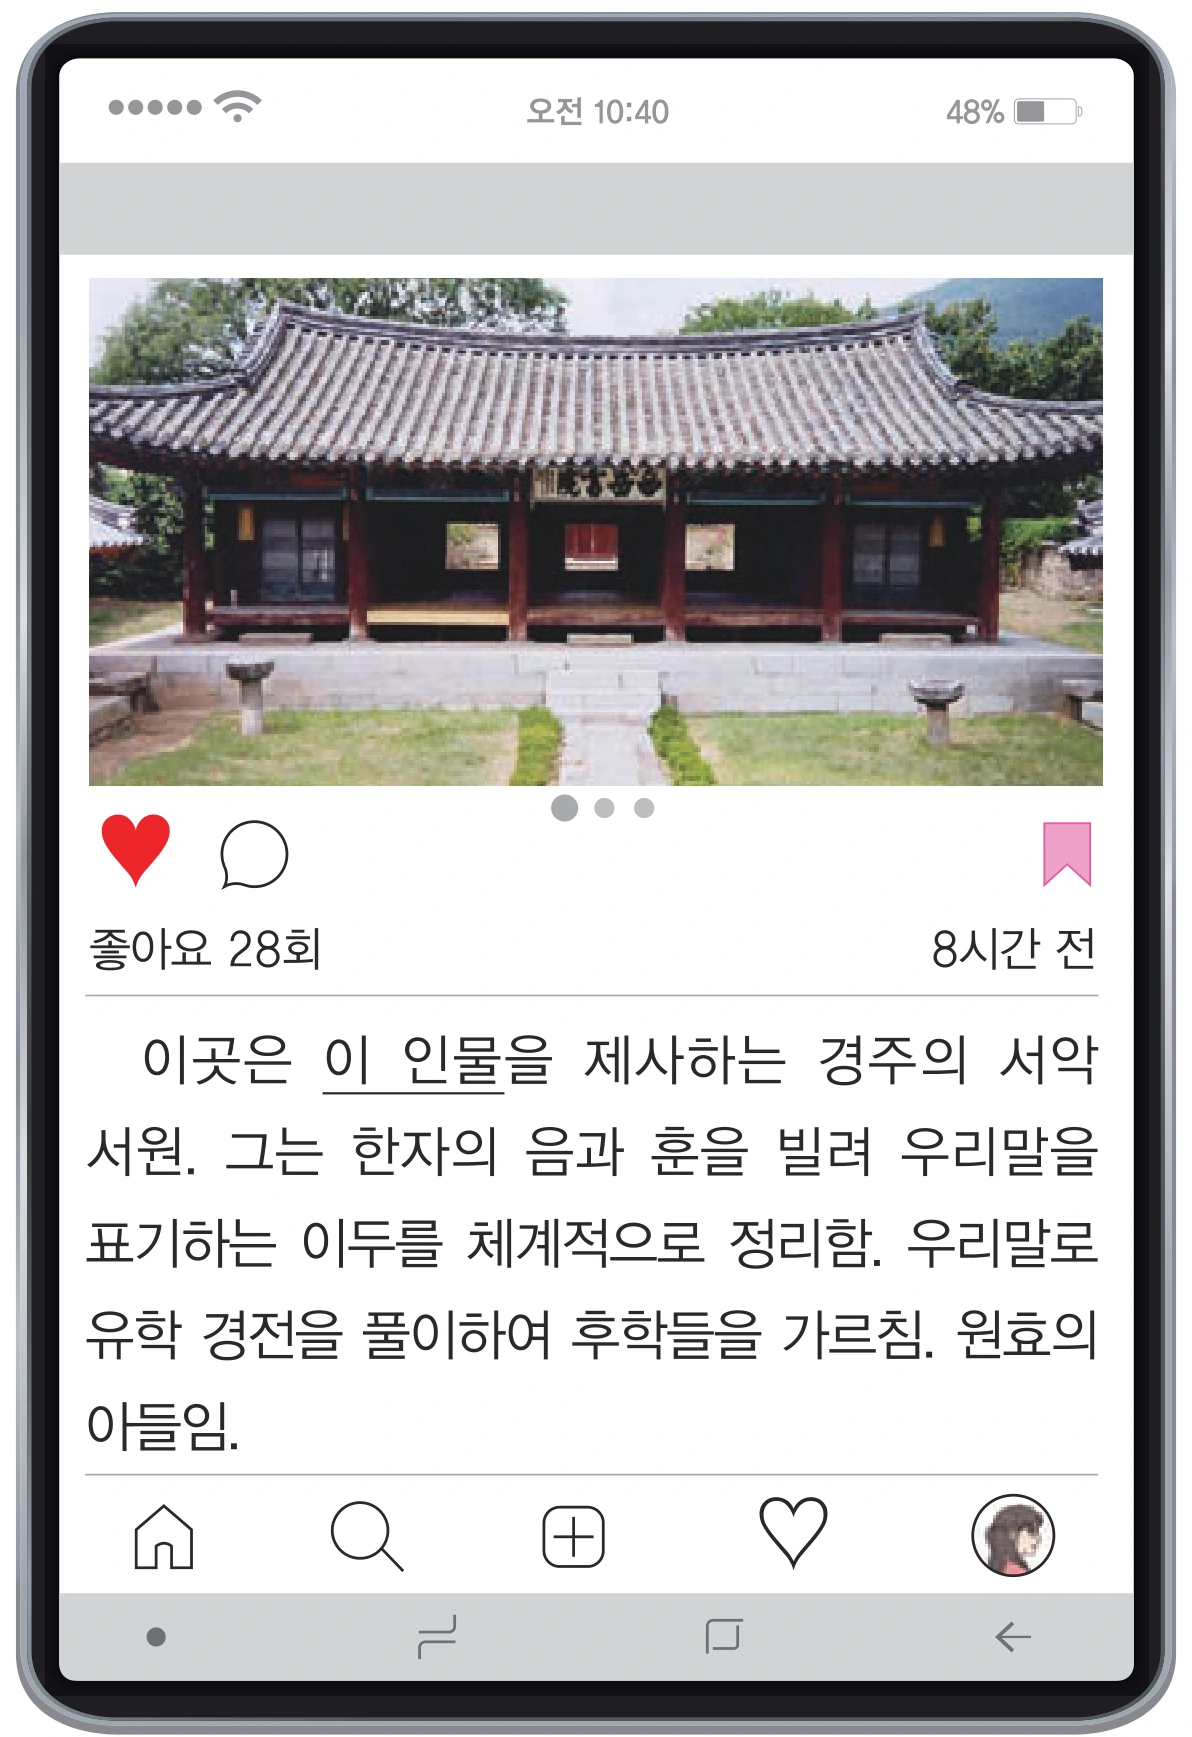 오전 10:40
48%
좋아요 28회
8시간 전
이곳은 이 인물을 제사하는 경주의 서악
서원. 그는 한자의 음과 훈을 빌려 우리말을
표기하는 이두를 체계적으로 정리함. 우리말로
유학 경전을 풀이하여 후학들을 가르침. 원효의
아들임.